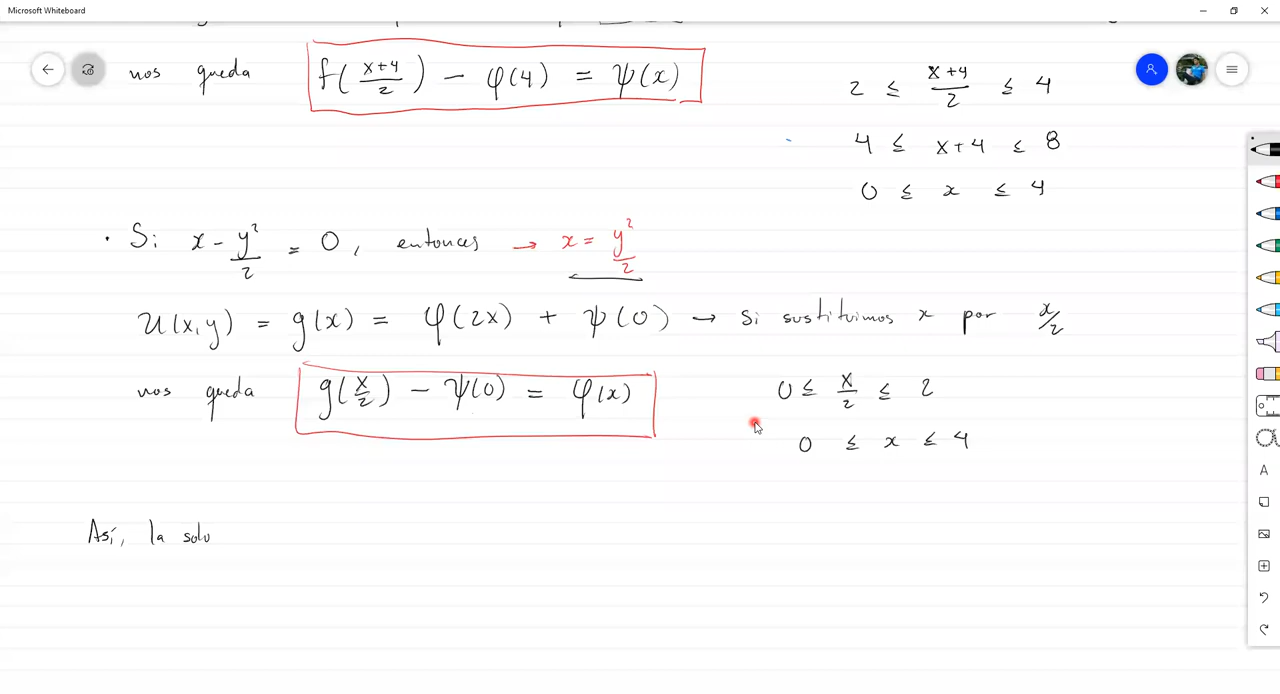 Microsoft Whiteboard
nos queda f(x+4/2) - φ(4) = ψ(x)
2 ≤ x+4/2 ≤ 4
4 ≤ x+4 ≤ 8
0 ≤ x ≤ 4
· Si x - y²/2 = 0, entonces → x = y²/2
u(x,y) = g(x) = φ(2x) + ψ(0) → si sustituimos x por x/2
nos queda g(x/2) - ψ(0) = φ(x)
0 ≤ x/2 ≤ 2
0 ≤ x ≤ 4
Así, la solu
A